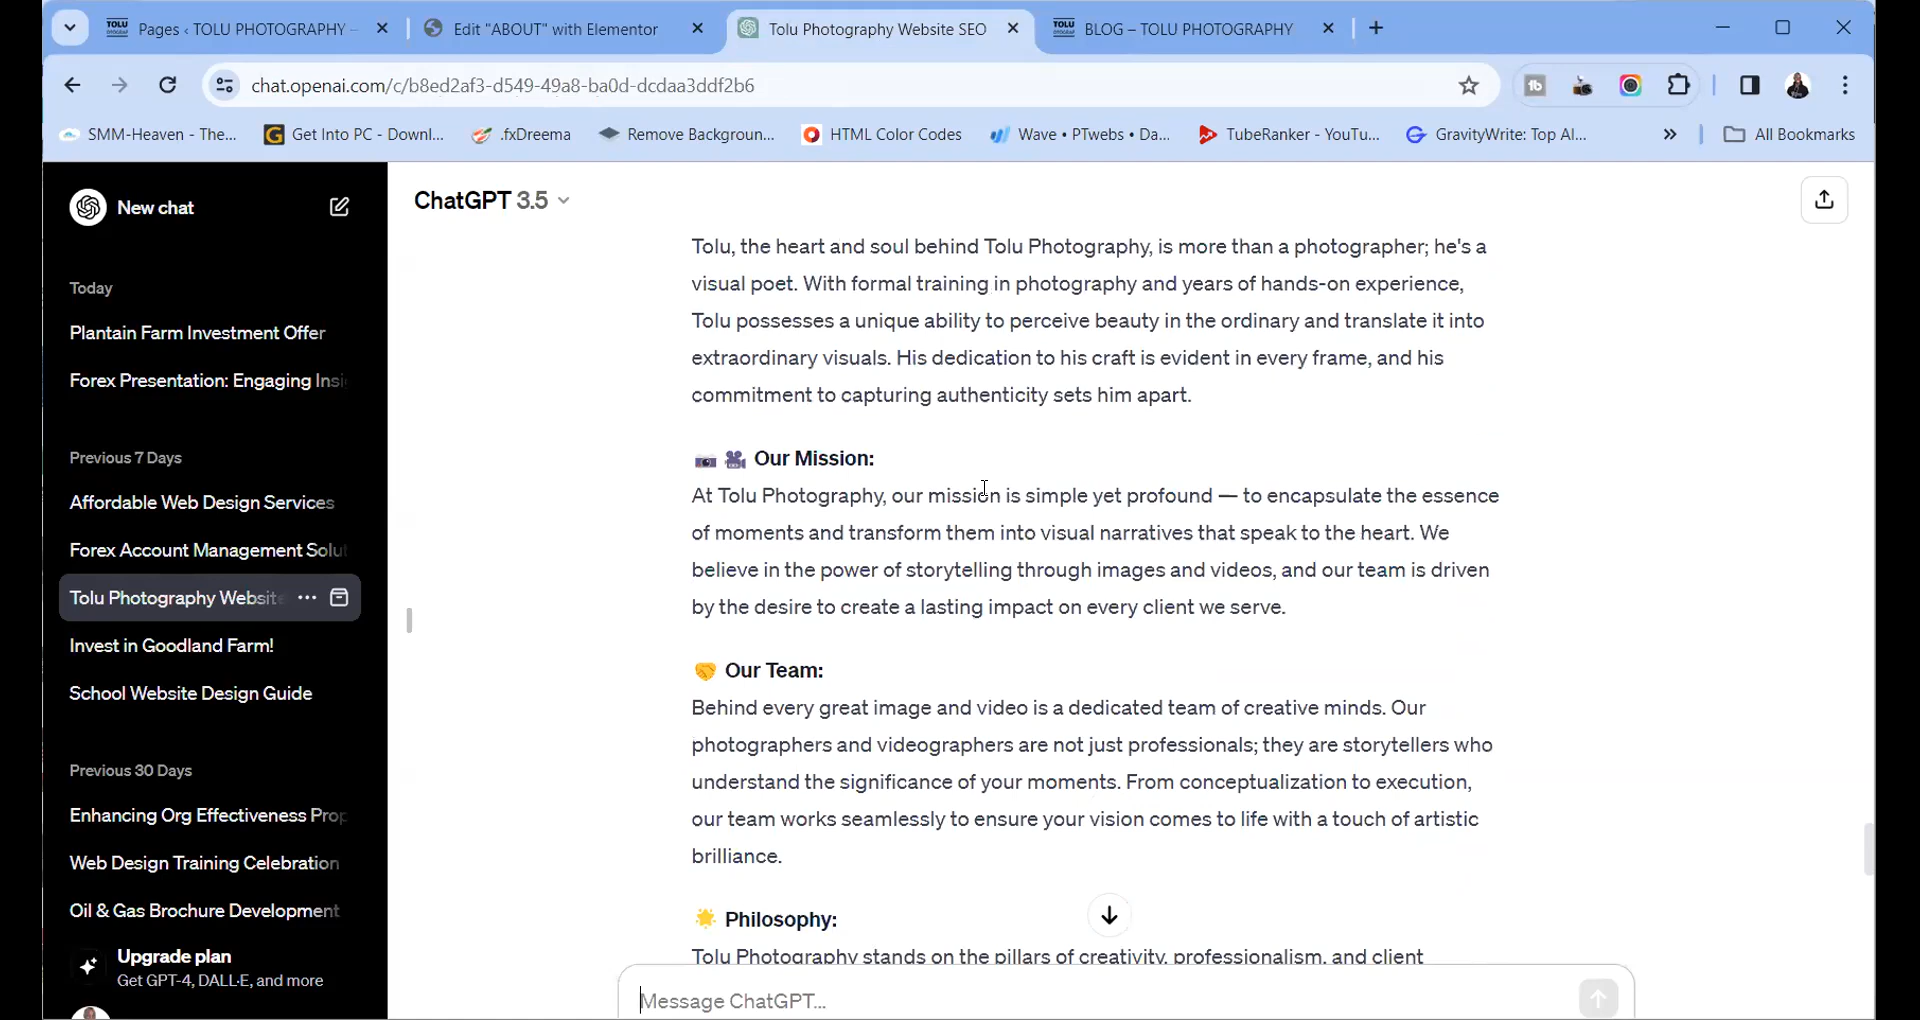 Pages ‹ TOLU PHOTOGRAPHY –
Edit "ABOUT" with Elementor
Tolu Photography Website SEO
TOLU
BLOG – TOLU PHOTOGRAPHY
chat.openai.com/c/b8ed2af3-d549-49a8-ba0d-dcdaa3ddf2b6
SMM-Heaven - The...
Get Into PC - Downl...
.fxDreema
Remove Backgroun...
HTML Color Codes
Wave • PTwebs • Da...
TubeRanker - YouTu...
GravityWrite: Top AI...
All Bookmarks
New chat
ChatGPT 3.5
Today
Plantain Farm Investment Offer
Forex Presentation: Engaging Insi
Previous 7 Days
Affordable Web Design Services
Forex Account Management Solut
Tolu Photography Website
Invest in Goodland Farm!
School Website Design Guide
Previous 30 Days
Enhancing Org Effectiveness Prop
Web Design Training Celebration
Oil & Gas Brochure Development
Upgrade plan
Get GPT-4, DALL·E, and more
Tolu, the heart and soul behind Tolu Photography, is more than a photographer; he's a
visual poet. With formal training in photography and years of hands-on experience,
Tolu possesses a unique ability to perceive beauty in the ordinary and translate it into
extraordinary visuals. His dedication to his craft is evident in every frame, and his
commitment to capturing authenticity sets him apart.
📷 🎥 Our Mission:
At Tolu Photography, our mission is simple yet profound — to encapsulate the essence
of moments and transform them into visual narratives that speak to the heart. We
believe in the power of storytelling through images and videos, and our team is driven
by the desire to create a lasting impact on every client we serve.
🤝 Our Team:
Behind every great image and video is a dedicated team of creative minds. Our
photographers and videographers are not just professionals; they are storytellers who
understand the significance of your moments. From conceptualization to execution,
our team works seamlessly to ensure your vision comes to life with a touch of artistic
brilliance.
🌟 Philosophy:
Tolu Photography stands on the pillars of creativity, professionalism, and client
Message ChatGPT...